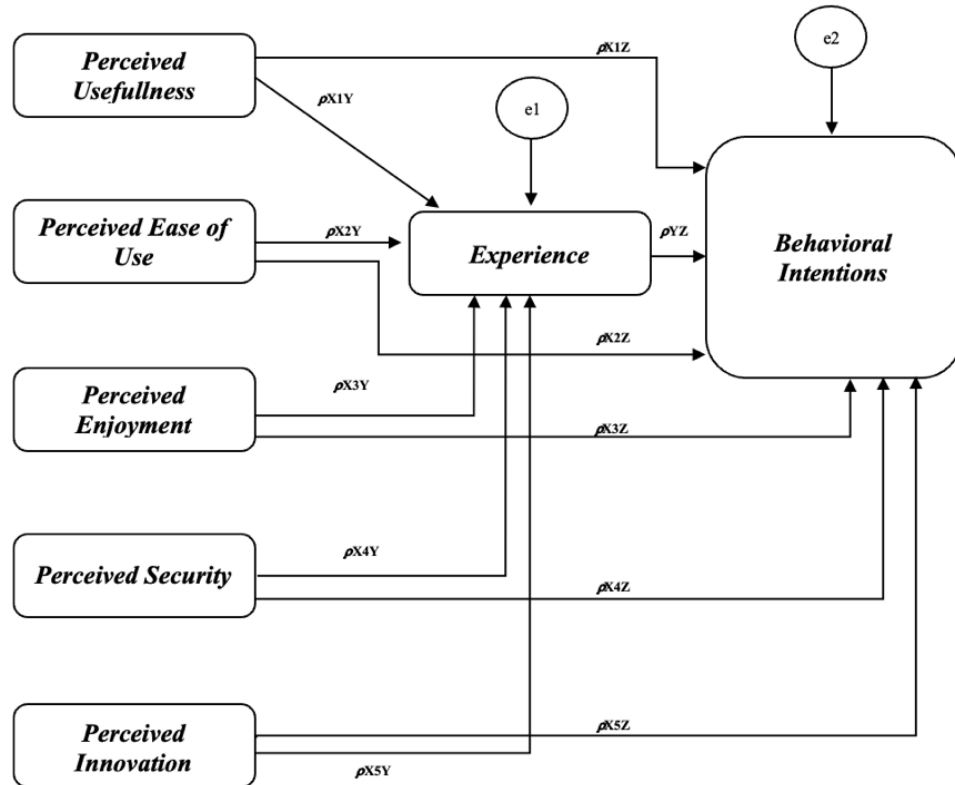 e2
ρX1Z
Perceived
Usefullness
ρX1Y
e1
Perceived Ease of
Use
ρX2Y
Experience
ρYZ
Behavioral
Intentions
ρX2Z
Perceived
Enjoyment
ρX3Y
ρX3Z
Perceived Security
ρX4Y
ρX4Z
Perceived
Innovation
ρX5Z
ρX5Y